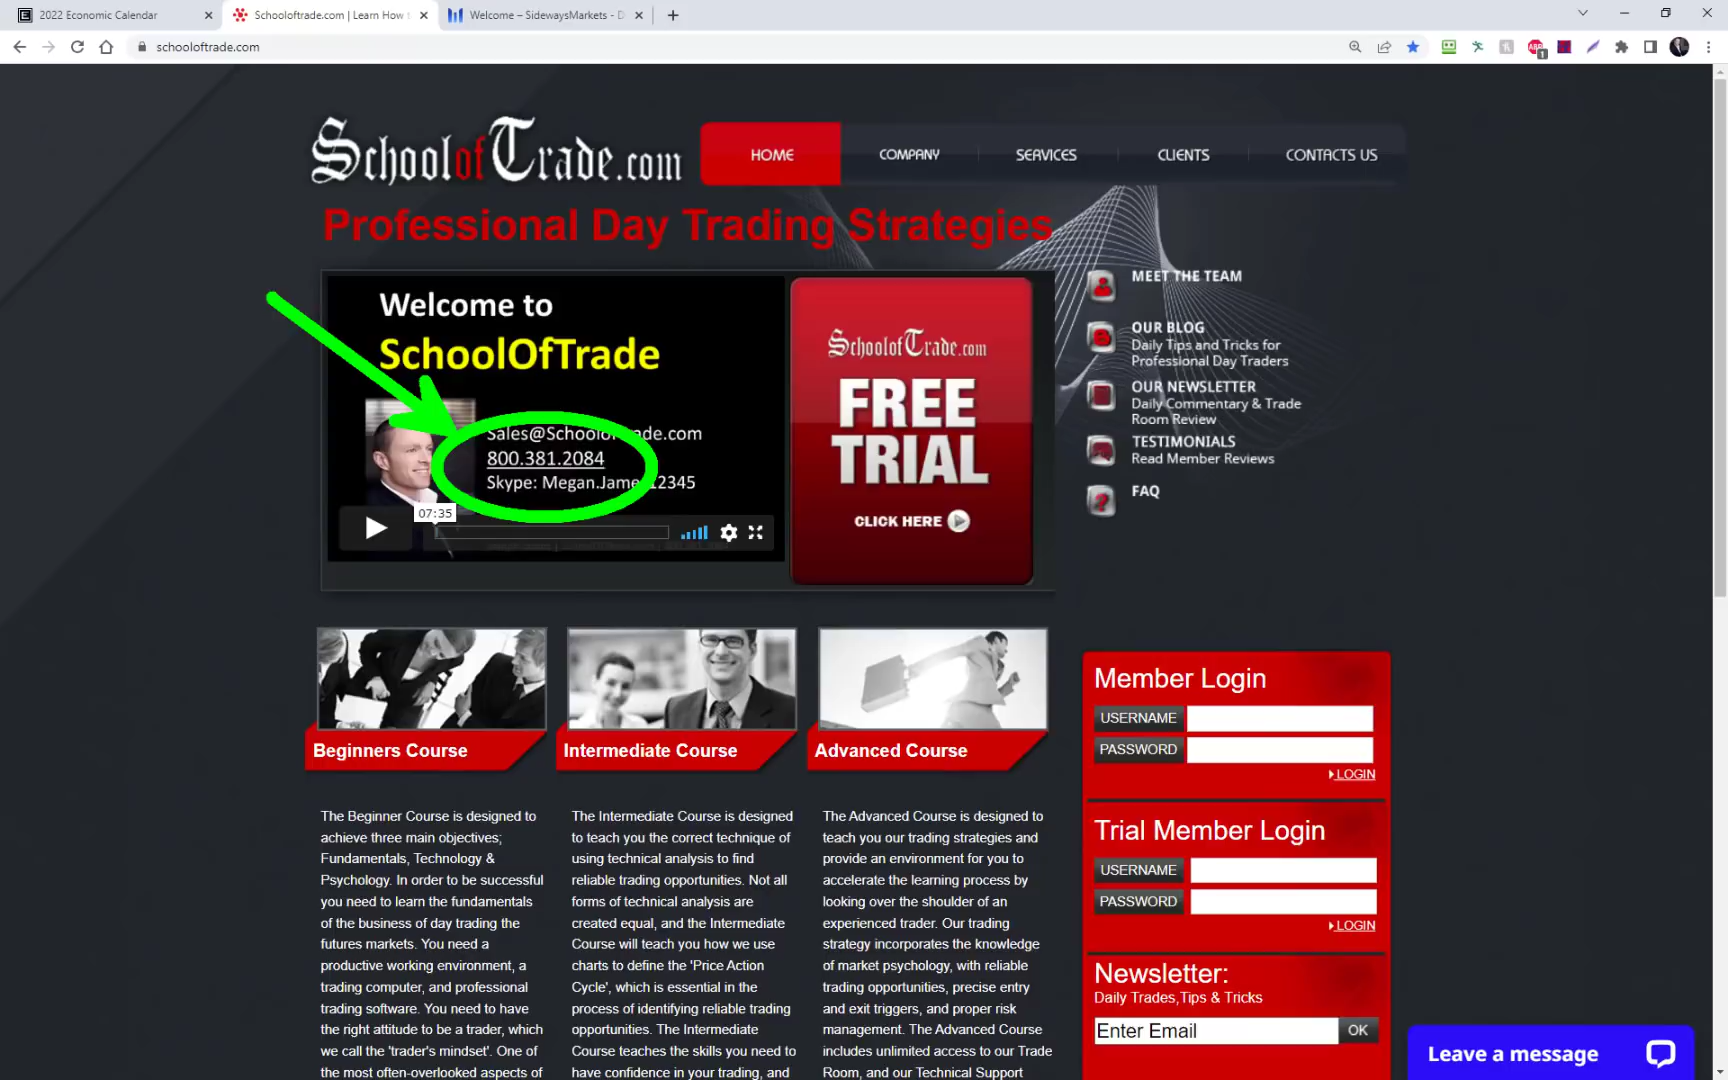 2022 Economic Calendar
Schooloftrade.com | Learn How t
Welcome – SidewaysMarkets - D
schooloftrade.com
ABP
1
SchoolofTrade.com
HOME
COMPANY
SERVICES
CLIENTS
CONTACTS US
Professional Day Trading Strategies
Welcome to
SchoolOfTrade
Sales@SchoolofTrade.com
800.381.2084
Skype: Megan.James12345
07:35
SchoolofTrade.com
FREE
TRIAL
CLICK HERE
MEET THE TEAM
OUR BLOG
Daily Tips and Tricks for
Professional Day Traders
OUR NEWSLETTER
Daily Commentary & Trade
Room Review
TESTIMONIALS
Read Member Reviews
FAQ
Beginners Course
The Beginner Course is designed to
achieve three main objectives;
Fundamentals, Technology &
Psychology. In order to be successful
you need to learn the fundamentals
of the business of day trading the
futures markets. You need a
productive working environment, a
trading computer, and professional
trading software. You need to have
the right attitude to be a trader, which
we call the 'trader's mindset'. One of
the most often-overlooked aspects of
Intermediate Course
The Intermediate Course is designed
to teach you the correct technique of
using technical analysis to find
reliable trading opportunities. Not all
forms of technical analysis are
created equal, and the Intermediate
Course will teach you how we use
charts to define the 'Price Action
Cycle', which is essential in the
process of identifying reliable trading
opportunities. The Intermediate
Course teaches the skills you need to
have confidence in your trading, and
Advanced Course
The Advanced Course is designed to
teach you our trading strategies and
provide an environment for you to
accelerate the learning process by
looking over the shoulder of an
experienced trader. Our trading
strategy incorporates the knowledge
of market psychology, with reliable
trading opportunities, precise entry
and exit triggers, and proper risk
management. The Advanced Course
includes unlimited access to our Trade
Room, and our Technical Support
Member Login
USERNAME
PASSWORD
LOGIN
Trial Member Login
USERNAME
PASSWORD
LOGIN
Newsletter:
Daily Trades,Tips & Tricks
Enter Email
OK
Leave a message